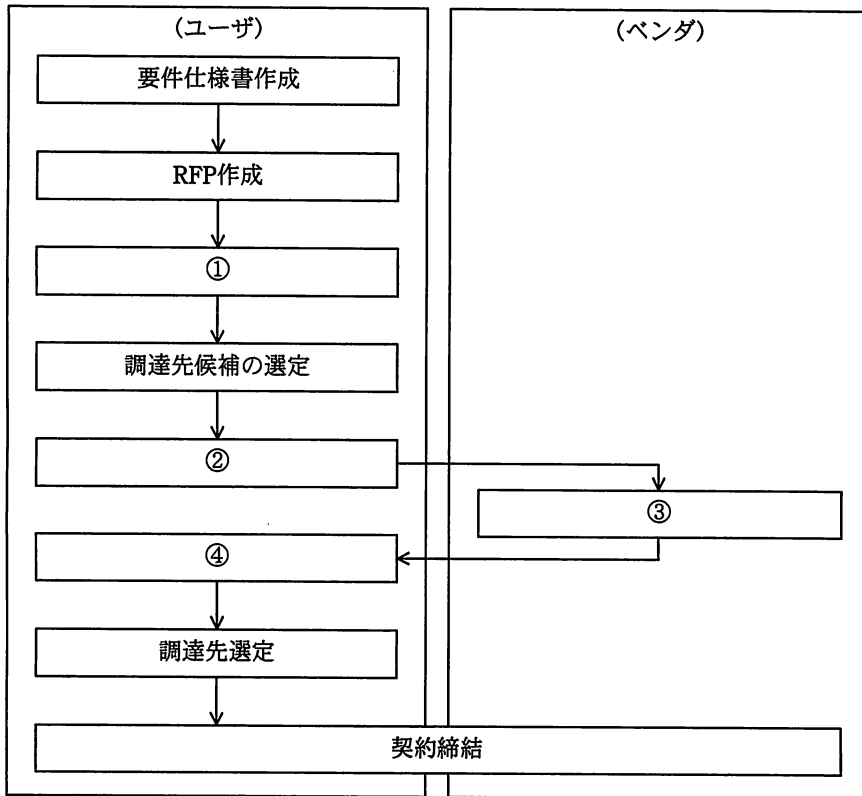 (ユーザ)
(ベンダ)
要件仕様書作成
RFP作成
①
調達先候補の選定
②
③
④
調達先選定
契約締結